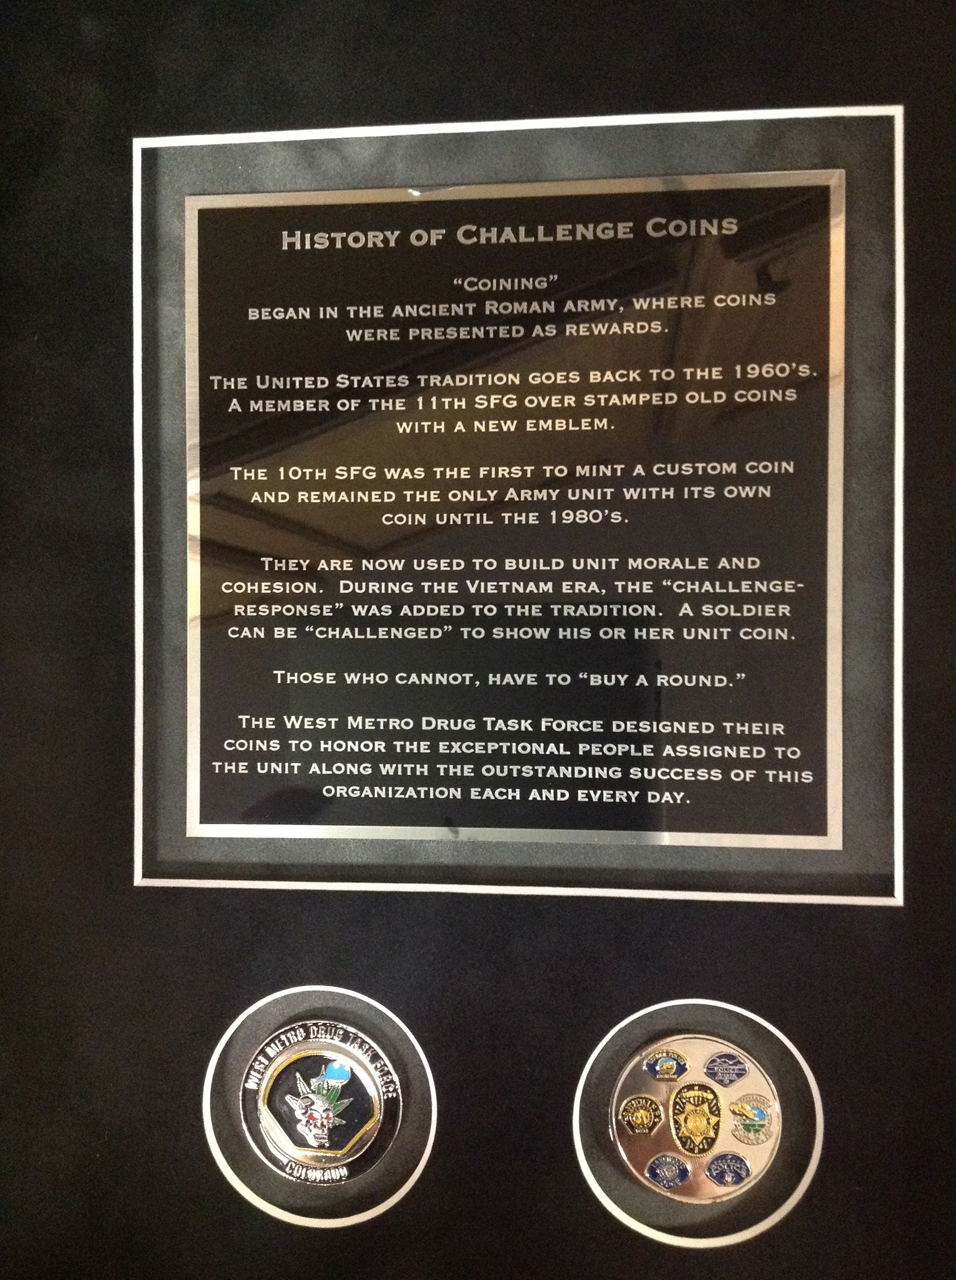 HISTORY OF CHALLENGE COINS
"COINING"
BEGAN IN THE ANCIENT ROMAN ARMY, WHERE COINS
WERE PRESENTED AS REWARDS.
THE UNITED STATES TRADITION GOES BACK TO THE 1960'S.
A MEMBER OF THE 11TH SFG OVER STAMPED OLD COINS
WITH A NEW EMBLEM.
THE 10TH SFG WAS THE FIRST TO MINT A CUSTOM COIN
AND REMAINED THE ONLY ARMY UNIT WITH ITS OWN
COIN UNTIL THE 1980'S.
THEY ARE NOW USED TO BUILD UNIT MORALE AND
COHESION. DURING THE VIETNAM ERA, THE "CHALLENGE-
RESPONSE" WAS ADDED TO THE TRADITION. A SOLDIER
CAN BE "CHALLENGED" TO SHOW HIS OR HER UNIT COIN.
THOSE WHO CANNOT, HAVE TO "BUY A ROUND."
THE WEST METRO DRUG TASK FORCE DESIGNED THEIR
COINS TO HONOR THE EXCEPTIONAL PEOPLE ASSIGNED TO
THE UNIT ALONG WITH THE OUTSTANDING SUCCESS OF THIS
ORGANIZATION EACH AND EVERY DAY.
WEST METRO DRUG TASK FORCE
COLORADO
POLICE
POLICE